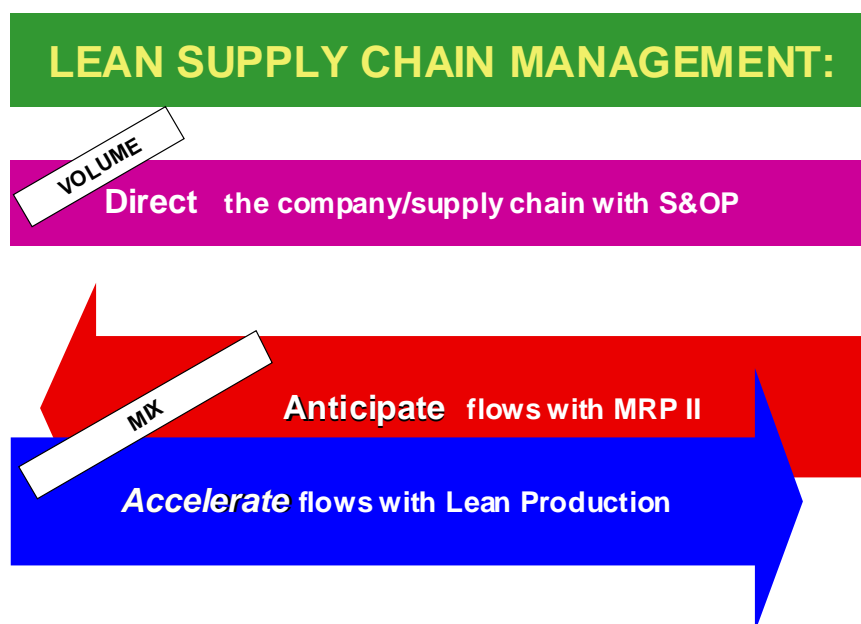 LEAN SUPPLY CHAIN MANAGEMENT:
VOLUME
Direct the company/supply chain with S&OP
MIX
Anticipate flows with MRP II
Accelerate flows with Lean Production